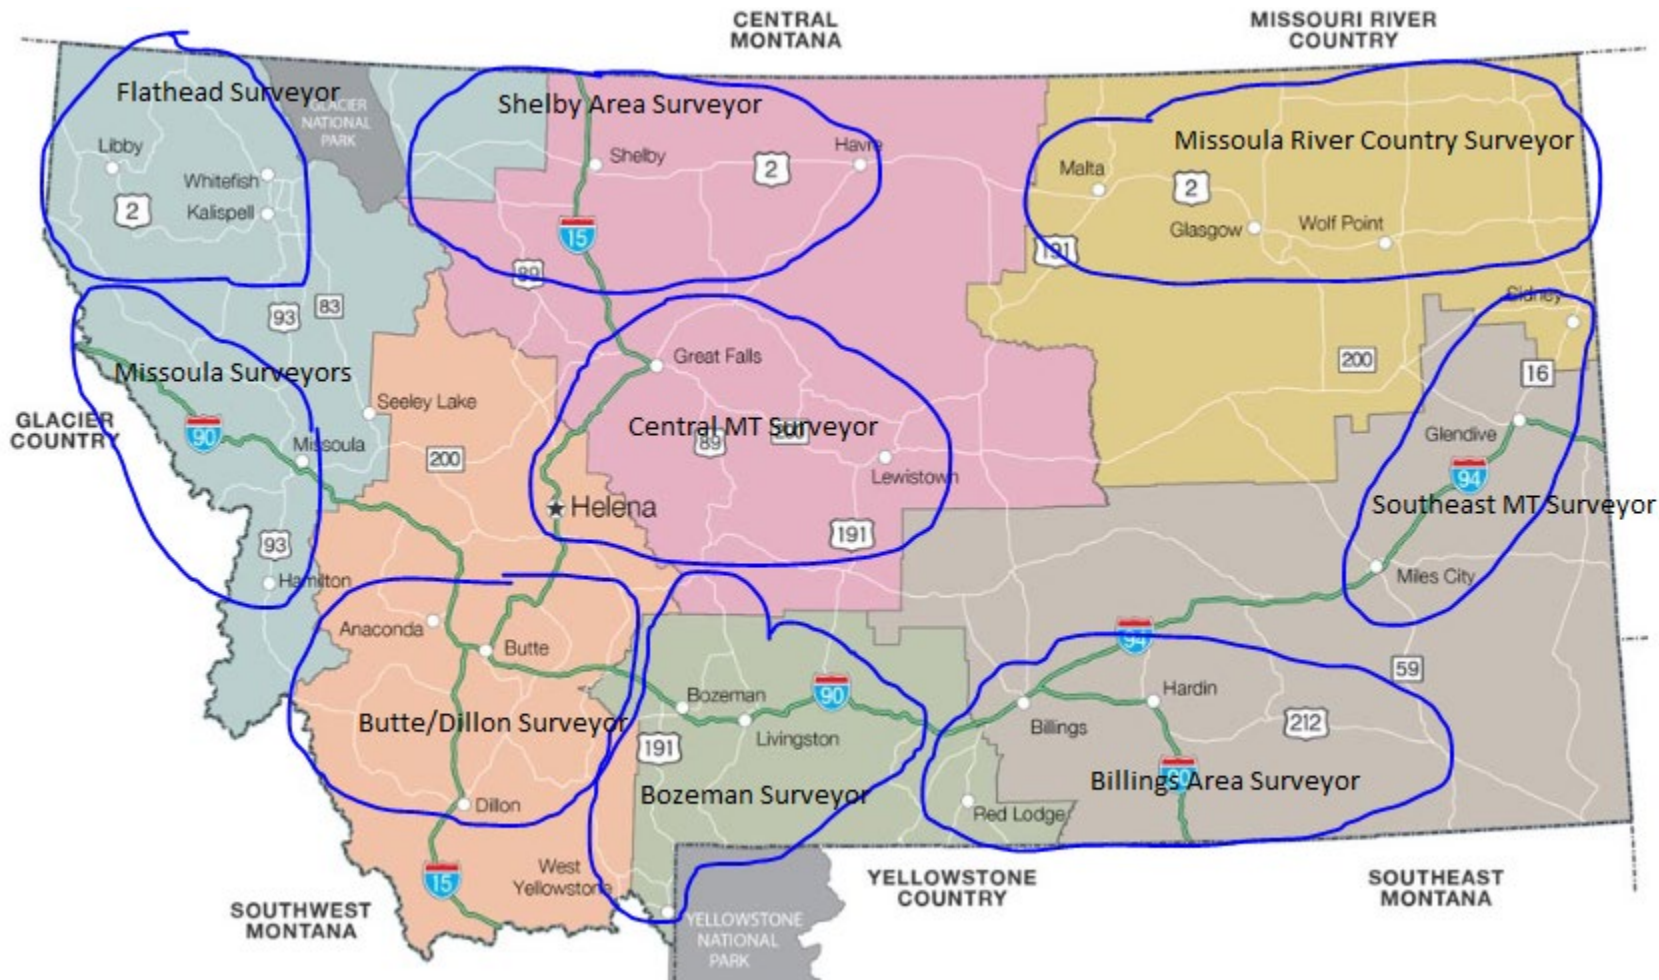 CENTRAL
MONTANA
MISSOURI RIVER
COUNTRY
Flathead Surveyor
GLACIER
NATIONAL
PARK
Shelby Area Surveyor
Missoula River Country Surveyor
Libby
Whitefish
Kalispell
2
Shelby
2
Havre
Malta
2
Glasgow
Wolf Point
15
89
191
93
83
Sidney
Missoula Surveyors
Great Falls
200
16
Seeley Lake
GLACIER
COUNTRY
90
Missoula
200
Central MT Surveyor
89
Lewistown
Glendive
94
Southeast MT Surveyor
Helena
191
93
Hamilton
Miles City
Anaconda
Butte
94
59
Bozeman
90
Livingston
Hardin
Billings
212
Butte/Dillon Surveyor
191
Bozeman Surveyor
90
Billings Area Surveyor
Dillon
Red Lodge
15
West
Yellowstone
YELLOWSTONE
COUNTRY
SOUTHEAST
MONTANA
SOUTHWEST
MONTANA
YELLOWSTONE
NATIONAL
PARK